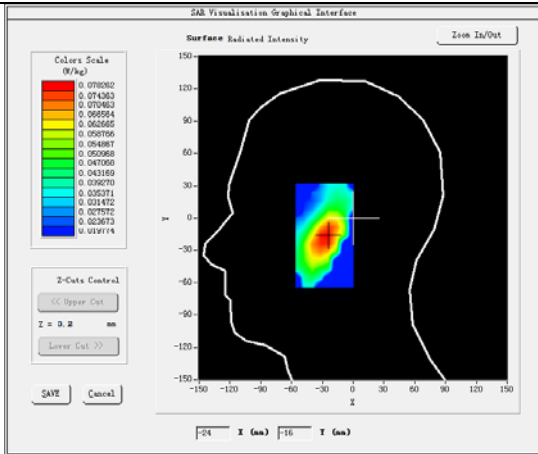 SAR Visualisation Graphical Interface
Surface Radiated Intensity
Zoom In/Out
Colors Scale
(W/kg)
0.078262
0.074363
0.070463
0.066564
0.062665
0.058766
0.054867
0.050968
0.047068
0.043169
0.039270
0.035371
0.031472
0.027572
0.023673
0.019774
Z-Cuts Control
<< Upper Cut
Z = 0.2 mm
Lower Cut >>
SAVE Cancel
150
120
90
60
30
0
Y
-30
-60
-90
-120
-150
-150 -120 -90 -60 -30 0 30 60 90 120 150
X
-24 X (mm) -16 Y (mm)